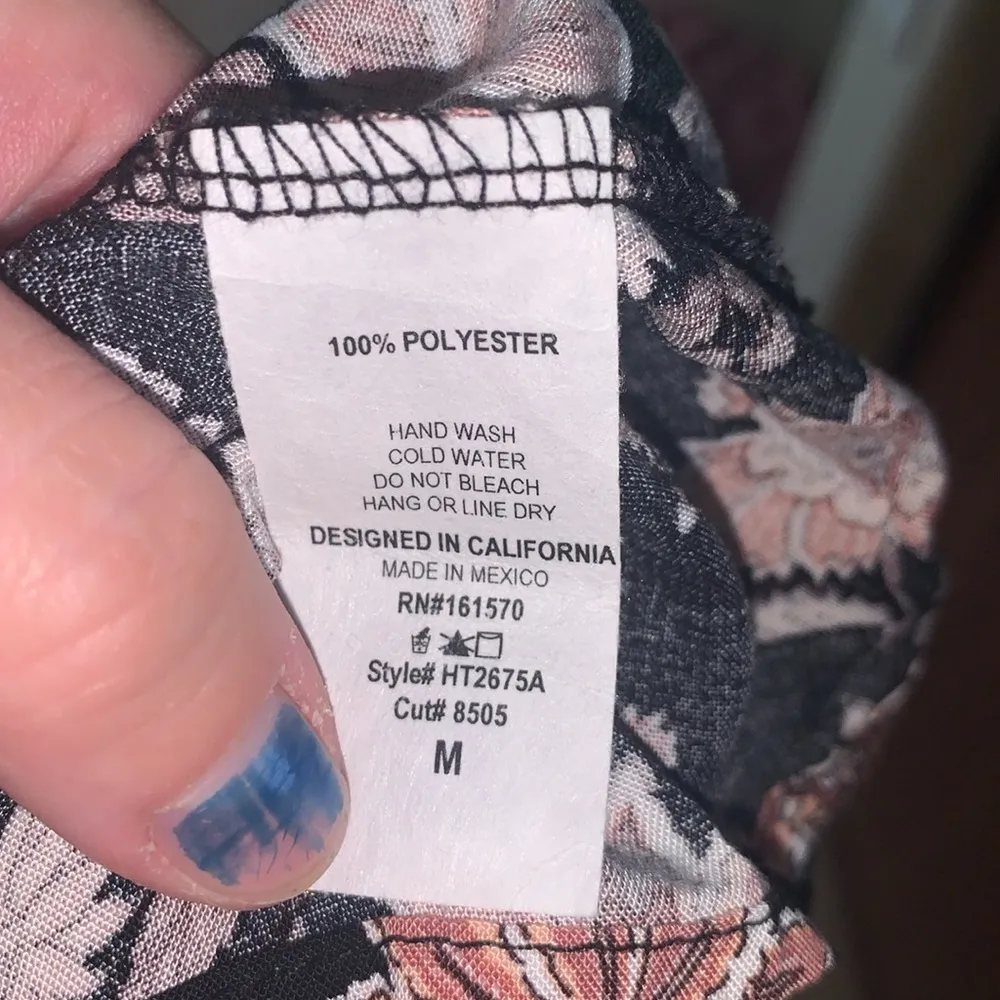 100% POLYESTER
HAND WASH
COLD WATER
DO NOT BLEACH
HANG OR LINE DRY
DESIGNED IN CALIFORNIA
MADE IN MEXICO
RN#161570
Style# HT2675A
Cut# 8505
M